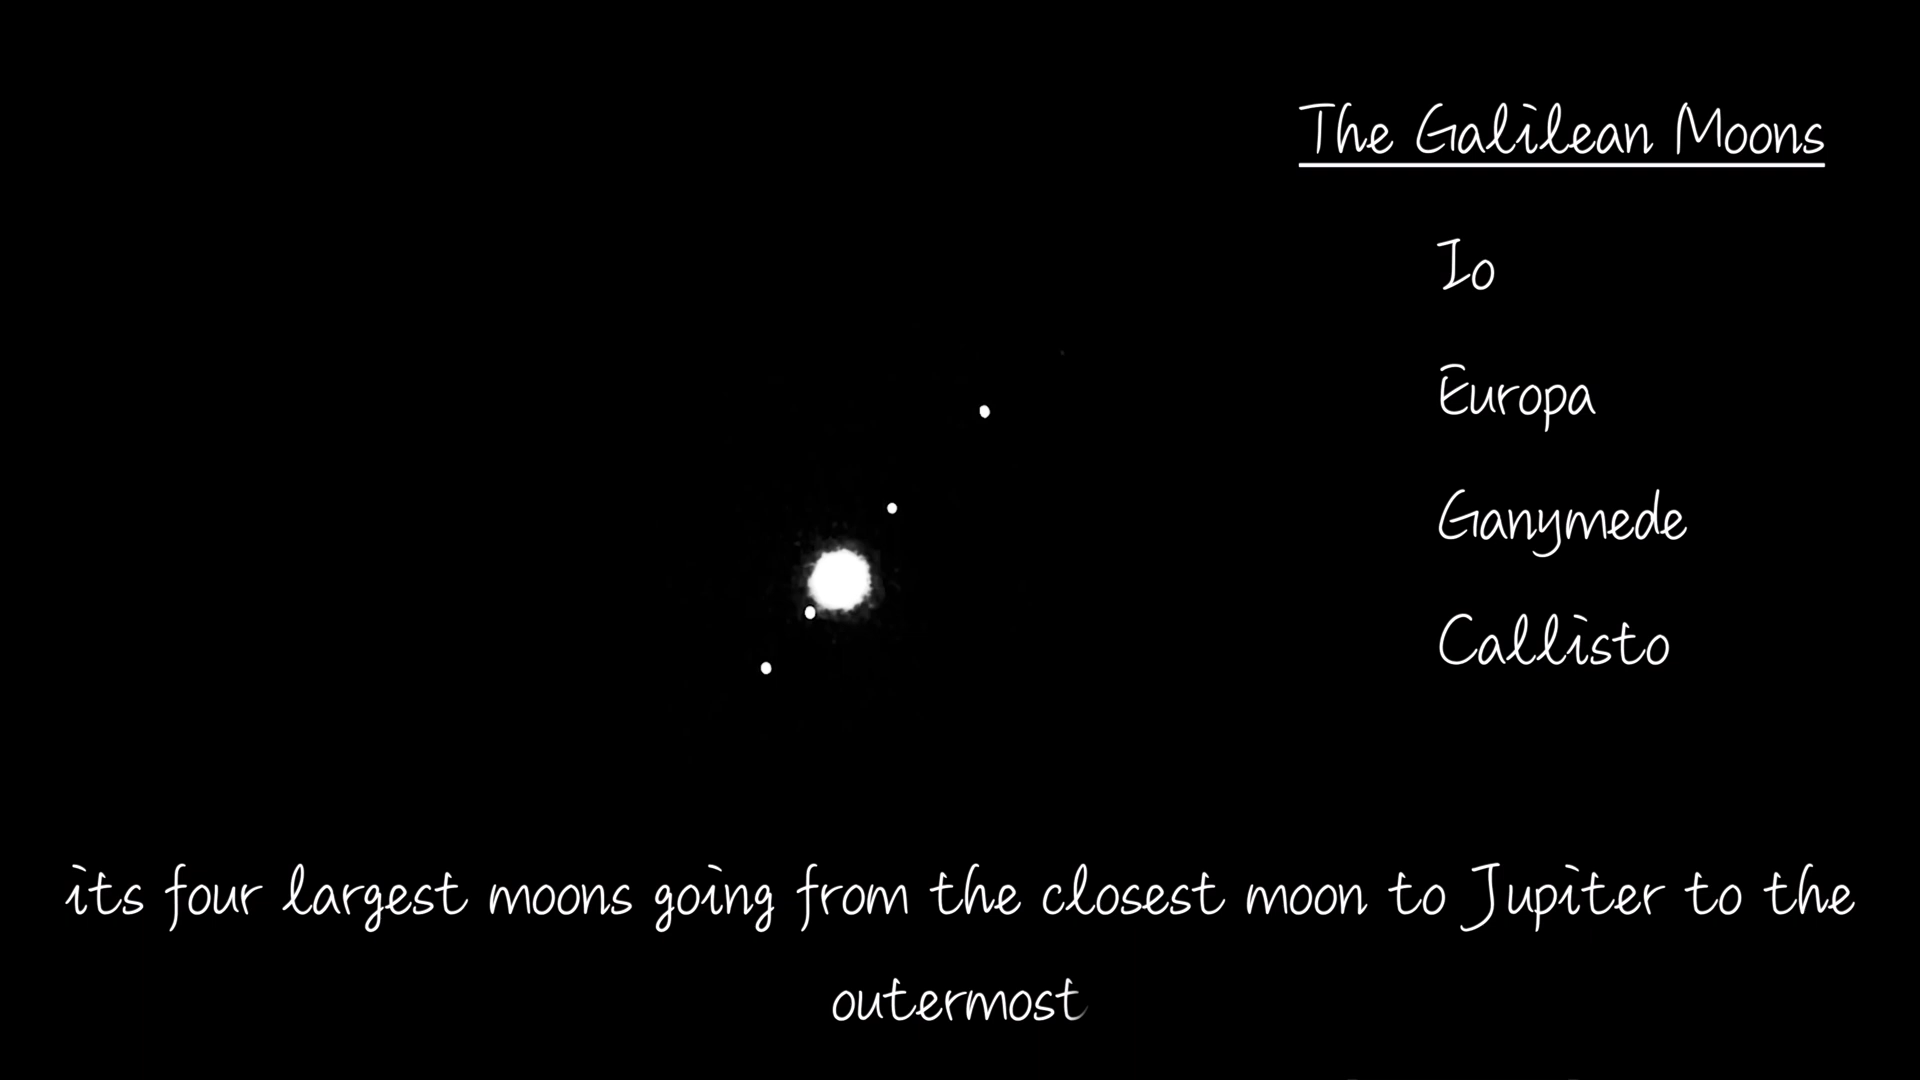 The Galilean Moons
Io
Europa
Ganymede
Callisto
its four largest moons going from the closest moon to Jupiter to the
outermost